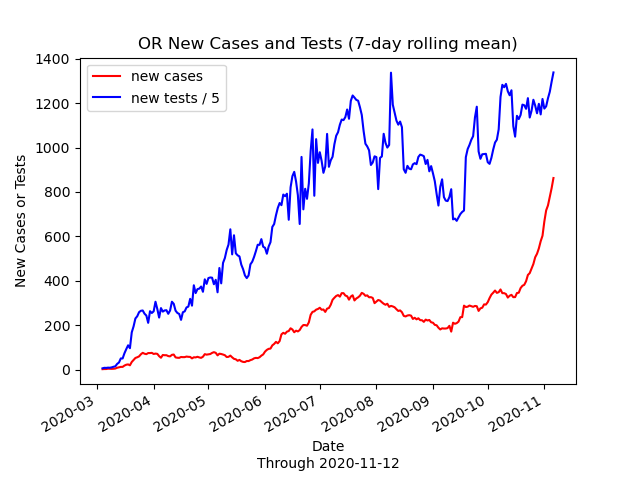 OR New Cases and Tests (7-day rolling mean)
new cases
new tests / 5
New Cases or Tests
1400
1200
1000
800
600
400
200
0
2020-03
2020-04
2020-05
2020-06
2020-07
2020-08
2020-09
2020-10
2020-11
Date
Through 2020-11-12